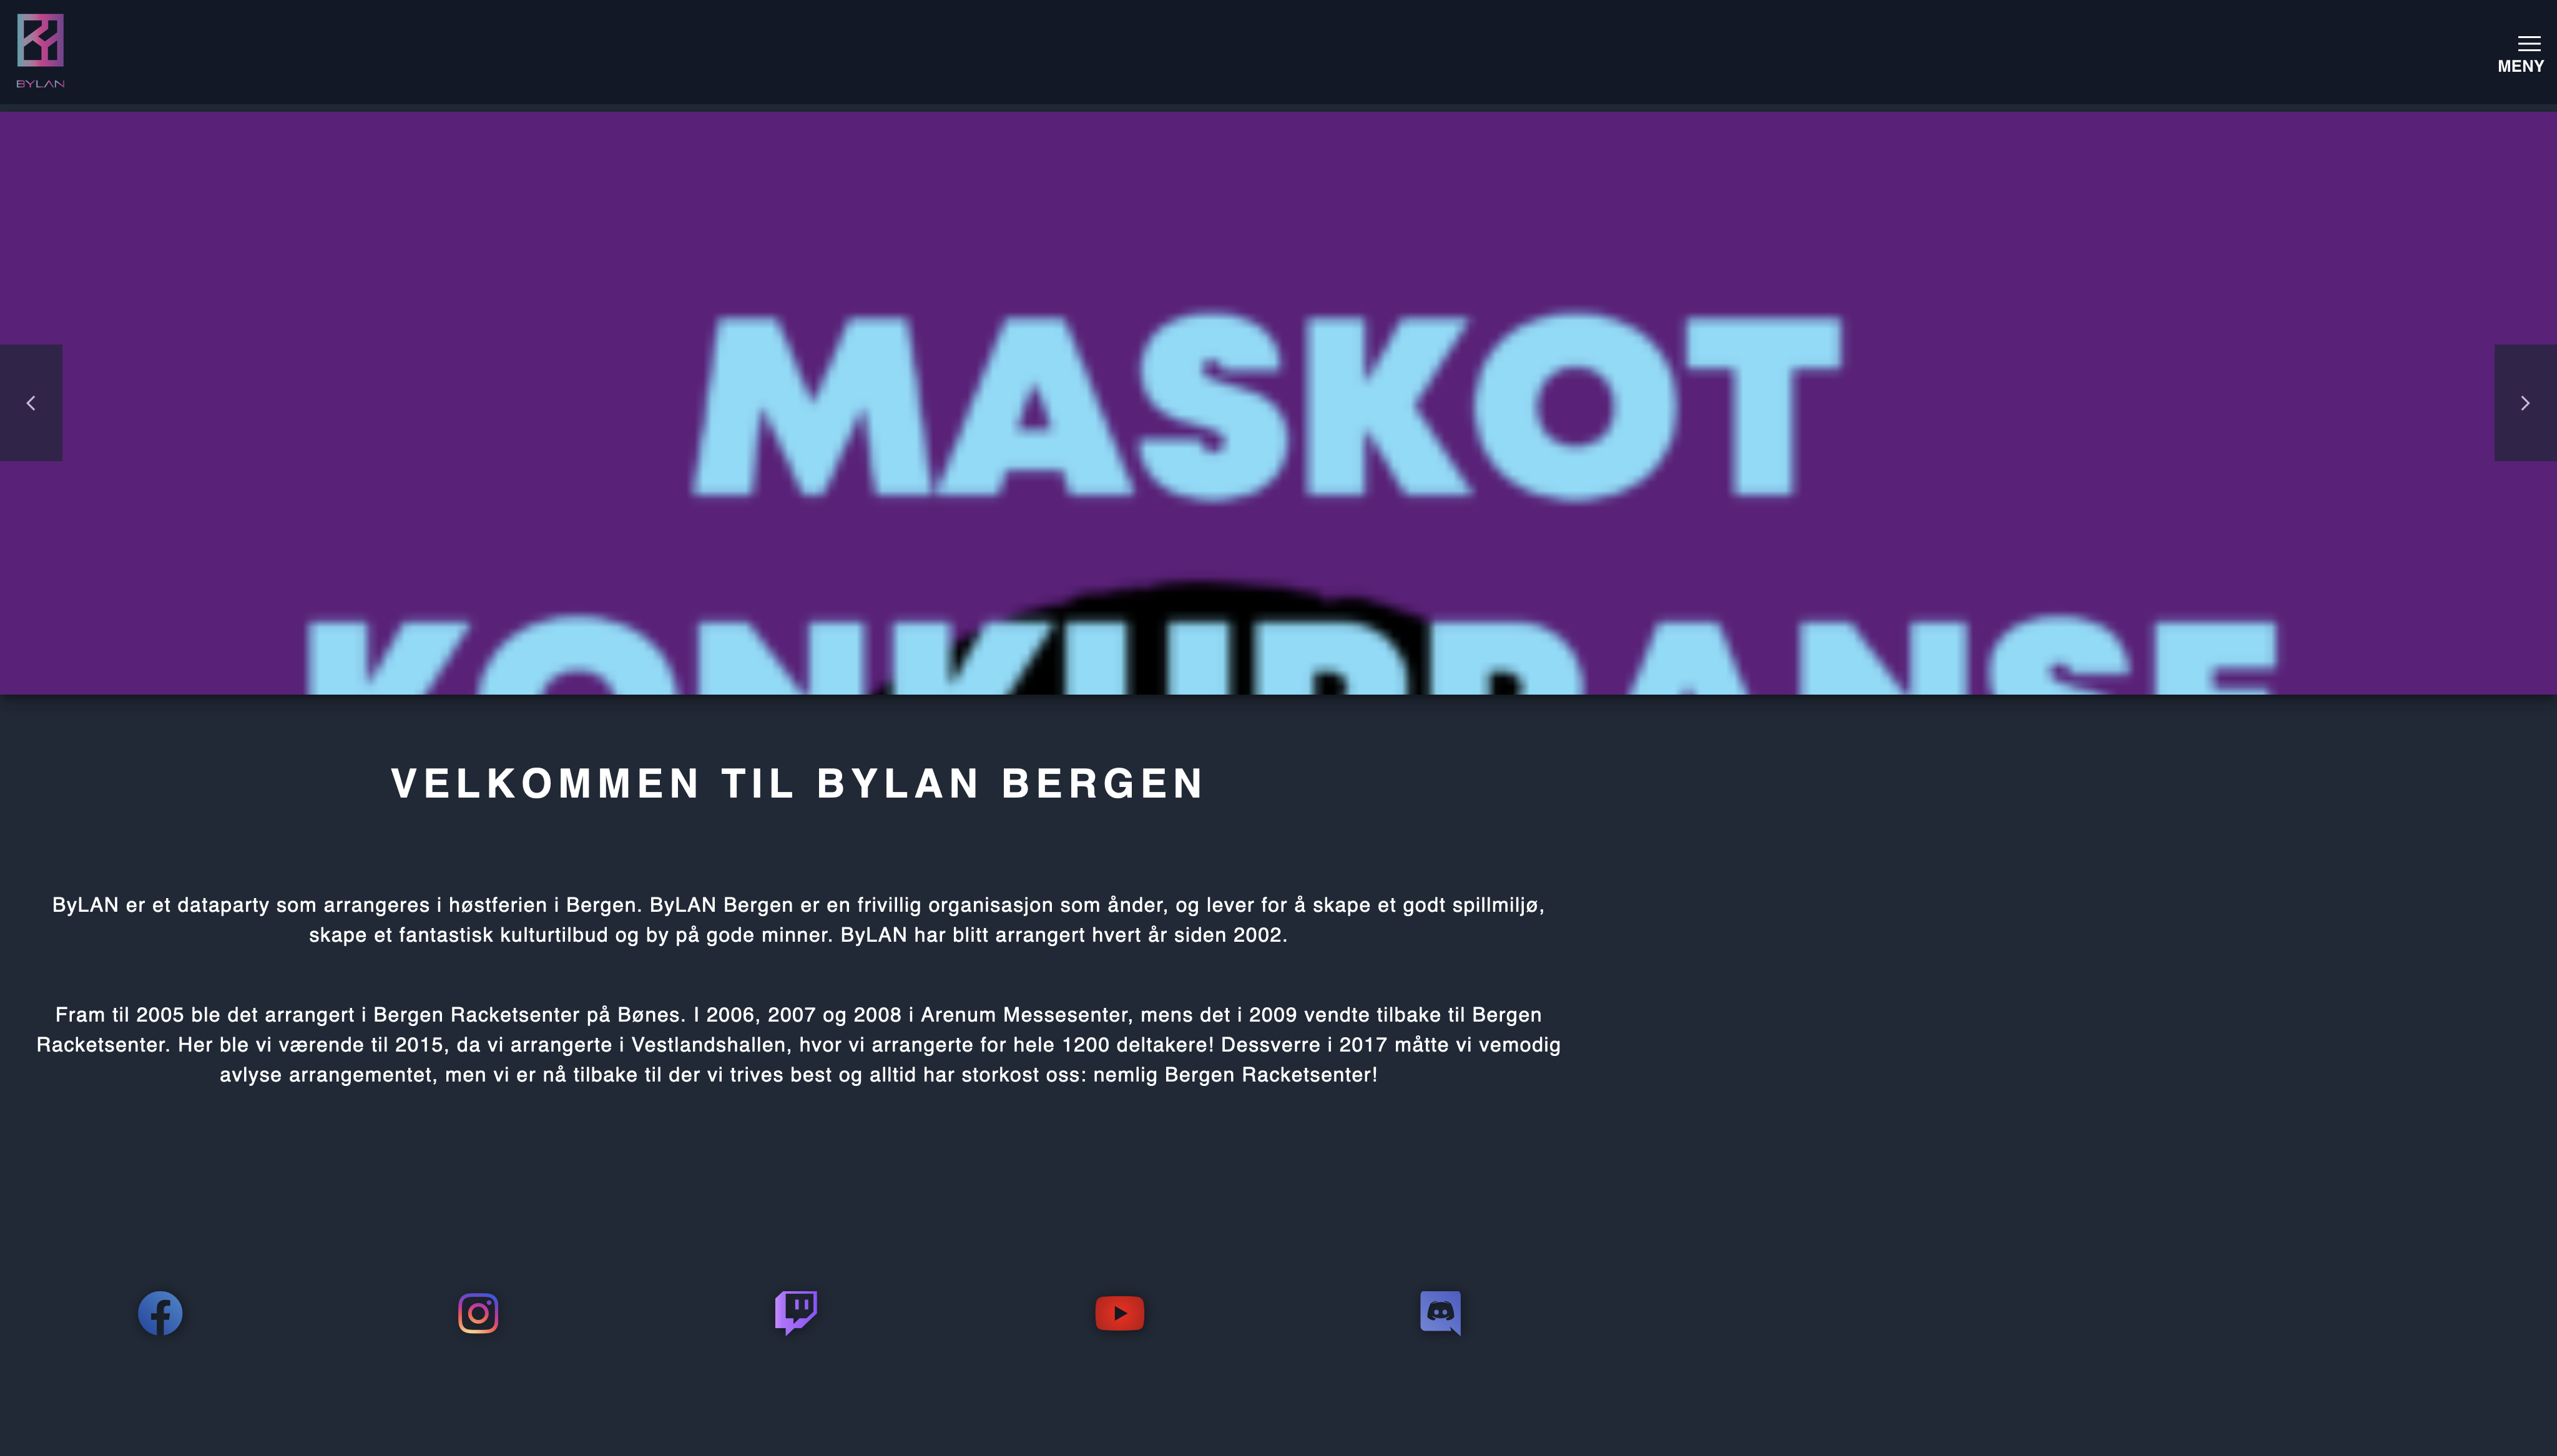 BYLAN
MENY
MASKOT
KONKURRANSE
VELKOMMEN TIL BYLAN BERGEN
ByLAN er et dataparty som arrangeres i høstferien i Bergen. ByLAN Bergen er en frivillig organisasjon som ånder, og lever for å skape et godt spillmiljø,
skape et fantastisk kulturtilbud og by på gode minner. ByLAN har blitt arrangert hvert år siden 2002.
Fram til 2005 ble det arrangert i Bergen Racketsenter på Bønes. I 2006, 2007 og 2008 i Arenum Messesenter, mens det i 2009 vendte tilbake til Bergen
Racketsenter. Her ble vi værende til 2015, da vi arrangerte i Vestlandshallen, hvor vi arrangerte for hele 1200 deltakere! Dessverre i 2017 måtte vi vemodig
avlyse arrangementet, men vi er nå tilbake til der vi trives best og alltid har storkost oss: nemlig Bergen Racketsenter!